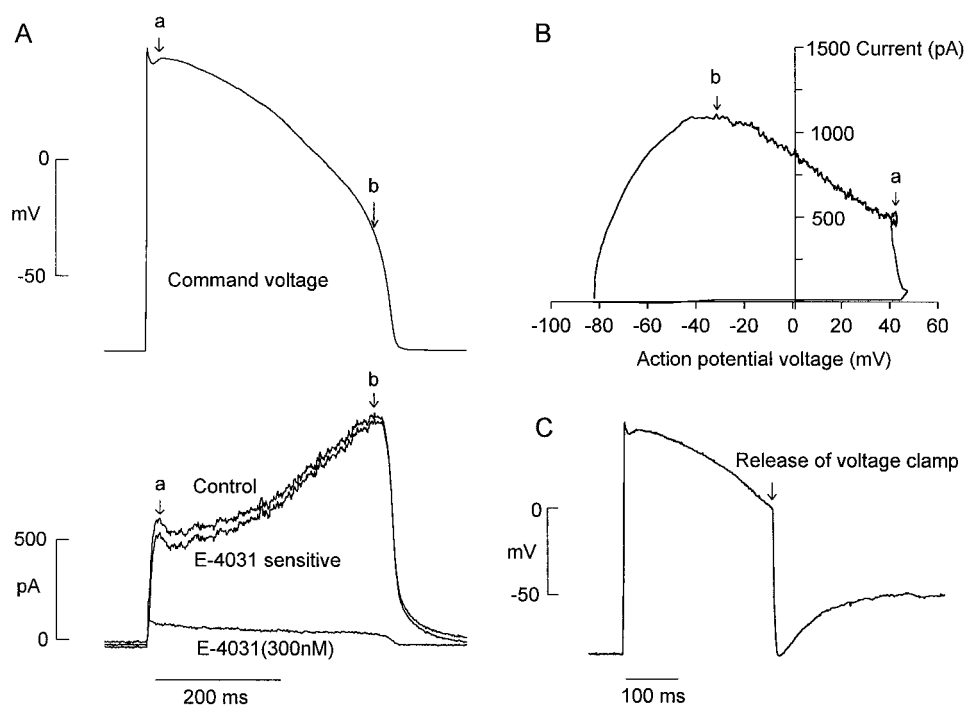 A
a
0
mV
-50
b
Command voltage
b
a
Control
500
pA
0
E-4031 sensitive
E-4031(300nM)
200 ms
B
1500 Current (pA)
b
1000
a
500
-100 -80 -60 -40 -20 0 20 40 60
Action potential voltage (mV)
C
Release of voltage clamp
0
mV
-50
100 ms